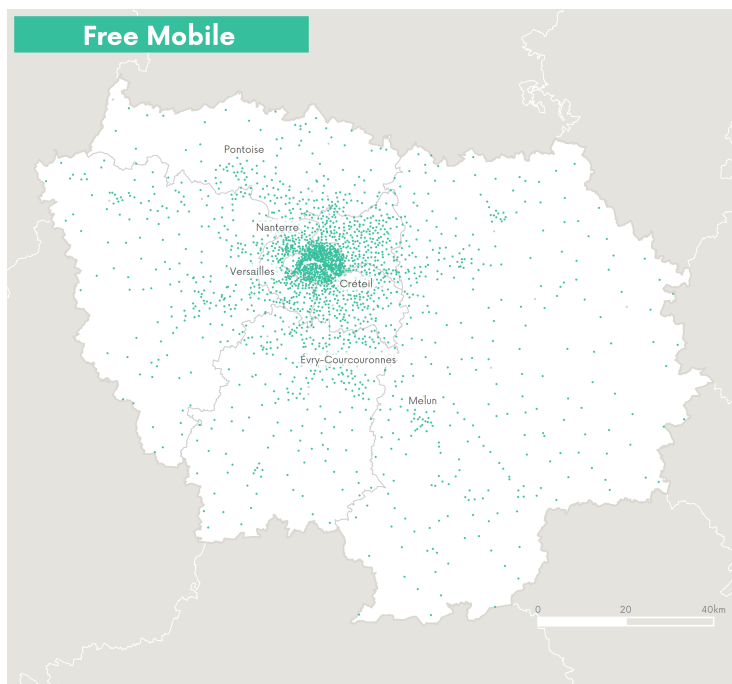 Free Mobile
Pontoise
Nanterre
Versailles
Créteil
Évry-Courcouronnes
Melun
0 20 40km